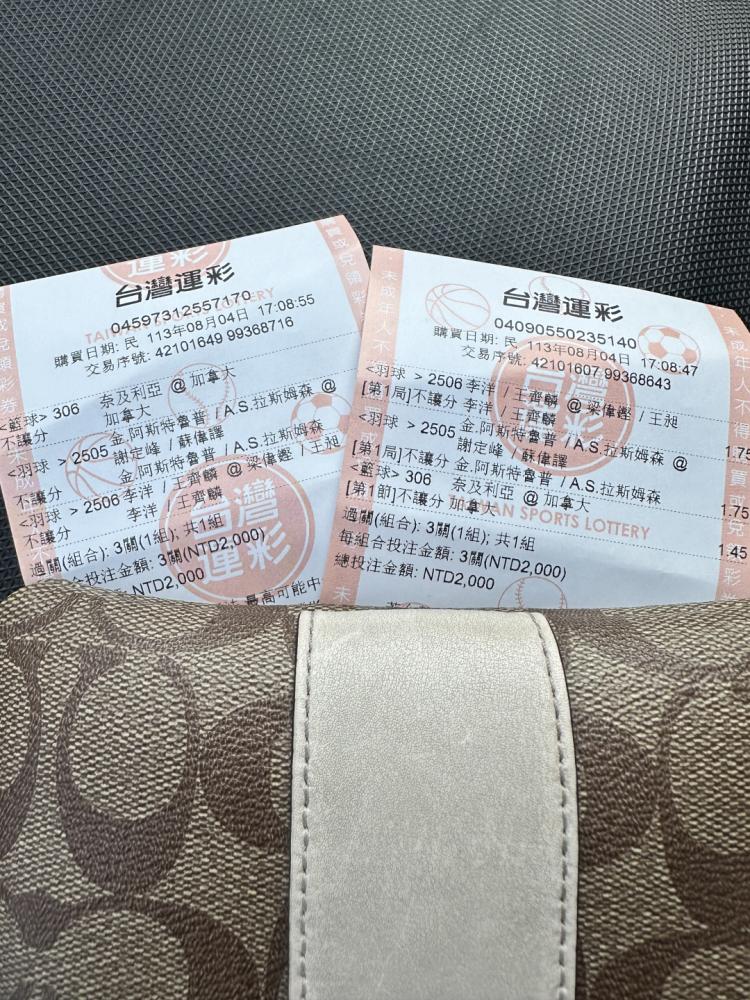 台灣運彩
04597312557170
購買日期: 民 113年08月04日 17:08:55
交易序號: 42101649 99368716
<籃球> 306 奈及利亞 @ 加拿大
不讓分 加拿大
<羽球 > 2505 金.阿斯特魯普 / A.S.拉斯姆森 @
謝定峰 / 蘇偉譯
不讓分 金.阿斯特魯普 / A.S.拉斯姆森
<羽球 > 2506 李洋 / 王齊麟 @ 梁偉鏗 / 王昶
不讓分 李洋 / 王齊麟
過關(組合): 3關(1組); 共1組
合投注金額: 3關(NTD2,000)
NTD2,000
最高可能中
台灣運彩
04090550235140
購買日期: 民 113年08月04日 17:08:47
交易序號: 42101607 99368643
<羽球 > 2506 李洋 / 王齊麟 @ 梁偉鏗 / 王昶
[第1局]不讓分 李洋 / 王齊麟 1.75
<羽球 > 2505 金.阿斯特魯普 / A.S.拉斯姆森 @
謝定峰 / 蘇偉譯
[第1局]不讓分 金.阿斯特魯普 / A.S.拉斯姆森 1.75
<籃球> 306 奈及利亞 @ 加拿大
[第1節]不讓分 加拿大 1.45
過關(組合): 3關(1組); 共1組
每組合投注金額: 3關(NTD2,000)
總投注金額: NTD2,000
TAIWAN SPORTS LOTTERY
台灣運彩